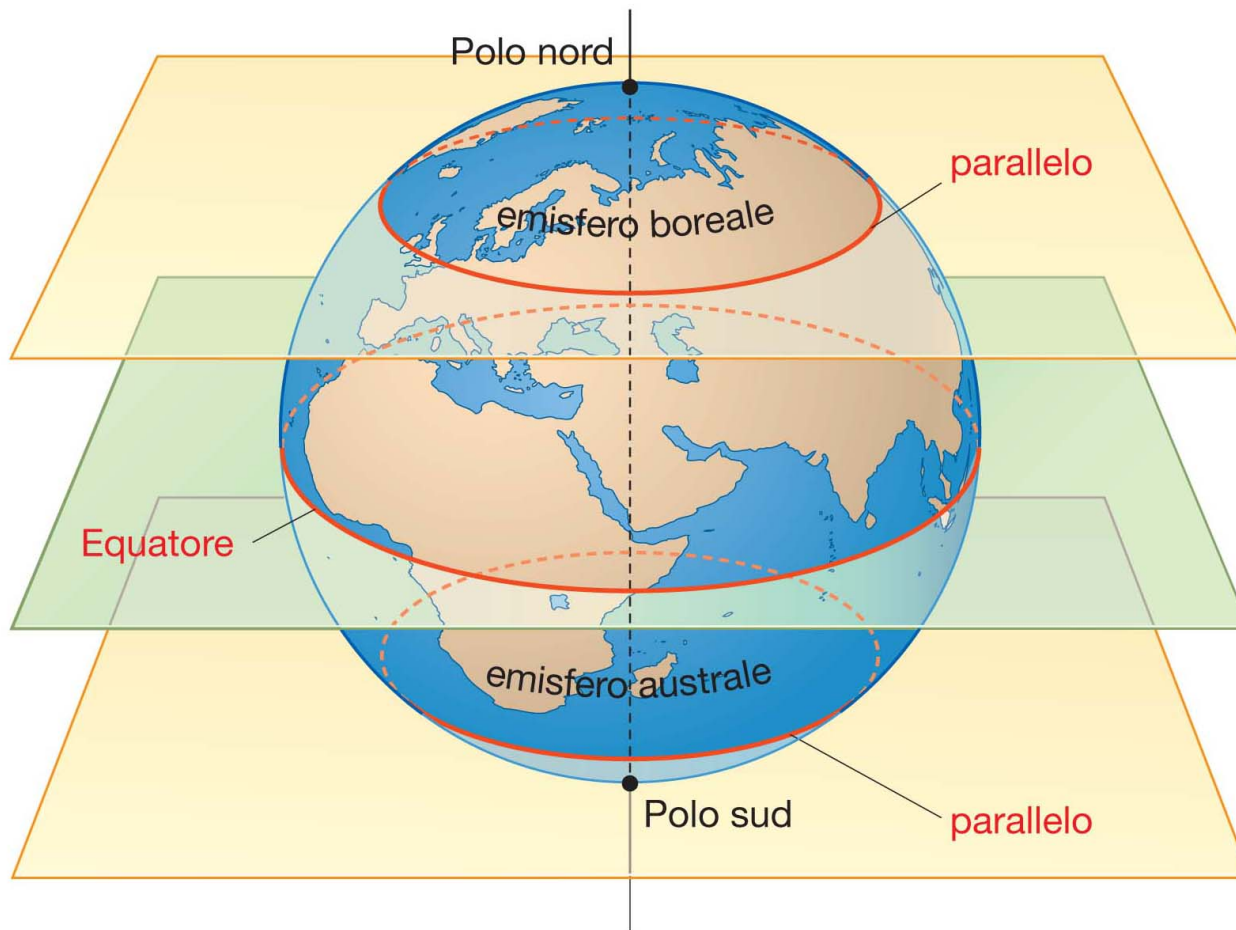 Polo nord
parallelo
emisfero boreale
Equatore
emisfero australe
Polo sud
parallelo